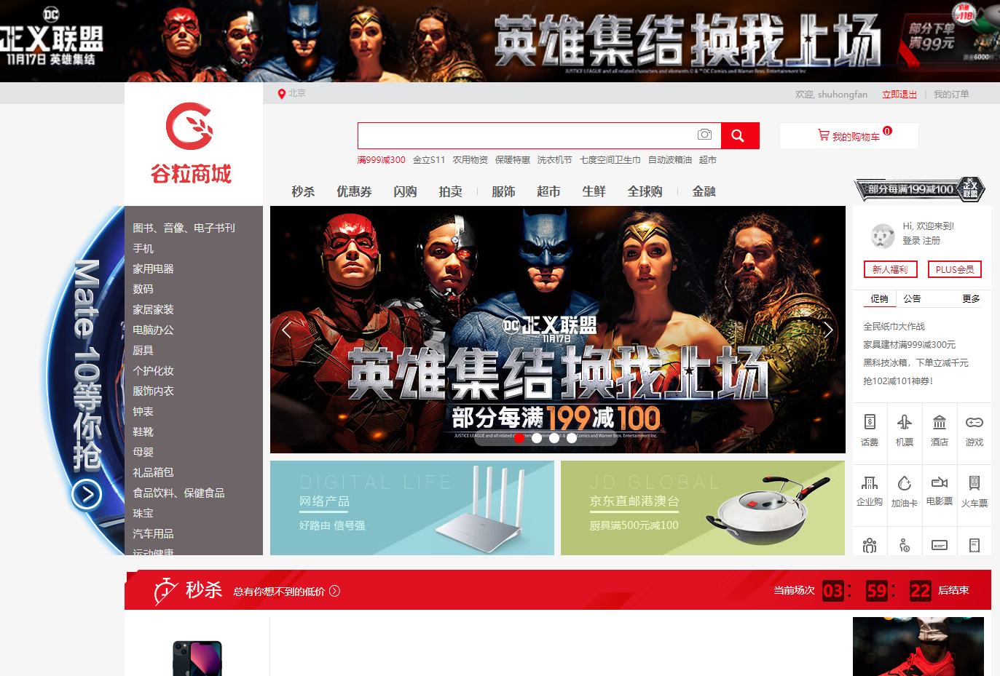 DC
正义联盟
11月17日 英雄集结
英雄集结 换我上场
JUSTICE LEAGUE and all related characters and elements © & ™ DC Comics and Warner Bros. Entertainment Inc.
部分下单
满99元
北京
欢迎, shuhongfan
立即退出
我的订单
谷粒商城
我的购物车 0
满999减300 金立S11 农用物资 保暖特惠 洗衣机节 七度空间卫生巾 自动波箱油 超市
秒杀 优惠券 闪购 拍卖 服饰 超市 生鲜 全球购 金融
部分每满199减100
DC
正义
联盟
Mate 10等你抢
图书、音像、电子书刊
手机
家用电器
数码
家居家装
电脑办公
厨具
个护化妆
服饰内衣
钟表
鞋靴
母婴
礼品箱包
食品饮料、保健食品
珠宝
汽车用品
运动健康
DC 正义联盟
11月17日
英雄集结换我上场
部分每满199减100
Hi, 欢迎来到!
登录 注册
新人福利 PLUS会员
促销 公告 更多
全民纸巾大作战
家具建材满999减300元
黑科技冰箱，下单立减千元
抢102减101神券!
话费 机票 酒店 游戏
企业购 加油卡 电影票 火车票
DIGITAL LIFE
网络产品
好路由 信号强
JD GLOBAL
京东直邮港澳台
厨具满500元减100
秒杀 总有你想不到的低价
当前场次 03 : 59 : 22 后结束